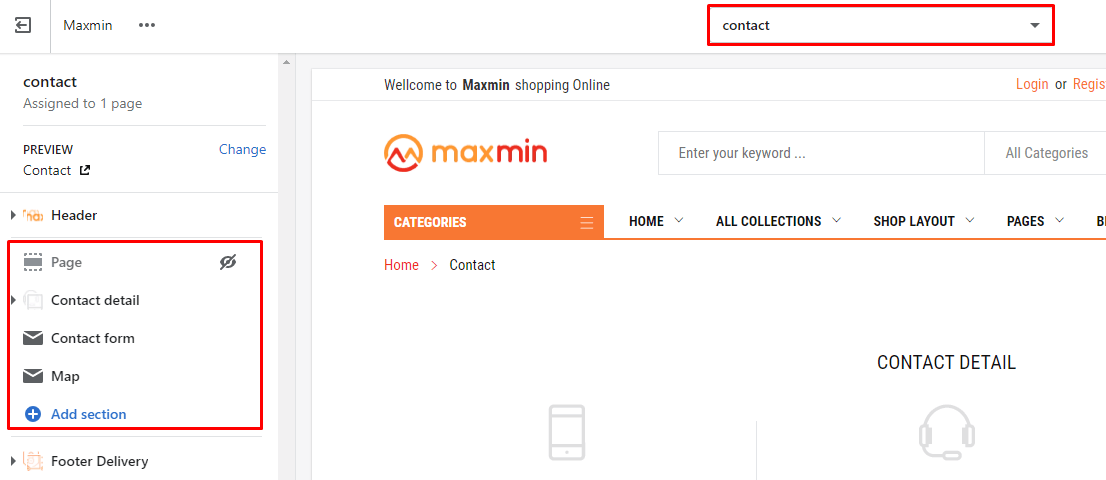 Maxmin
contact
contact
Assigned to 1 page
PREVIEW
Change
Contact
Header
Page
Contact detail
Contact form
Map
Add section
Footer Delivery
Wellcome to Maxmin shopping Online
Login or Regis
maxmin
Enter your keyword ...
All Categories
CATEGORIES
HOME
ALL COLLECTIONS
SHOP LAYOUT
PAGES
Home > Contact
CONTACT DETAIL